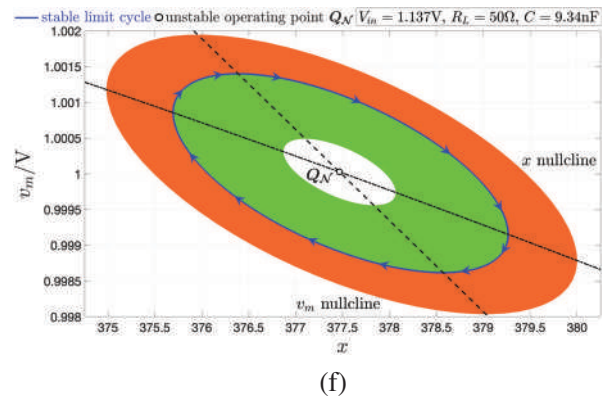 stable limit cycle unstable operating point Q_N V_in = 1.137V, R_L = 50Ω, C = 9.34nF
v_m/V
1.002
1.0015
1.001
1.0005
1
0.9995
0.999
0.9985
0.998
Q_N
x nullcline
v_m nullcline
375 375.5 376 376.5 377 377.5 378 378.5 379 379.5 380
x
(f)